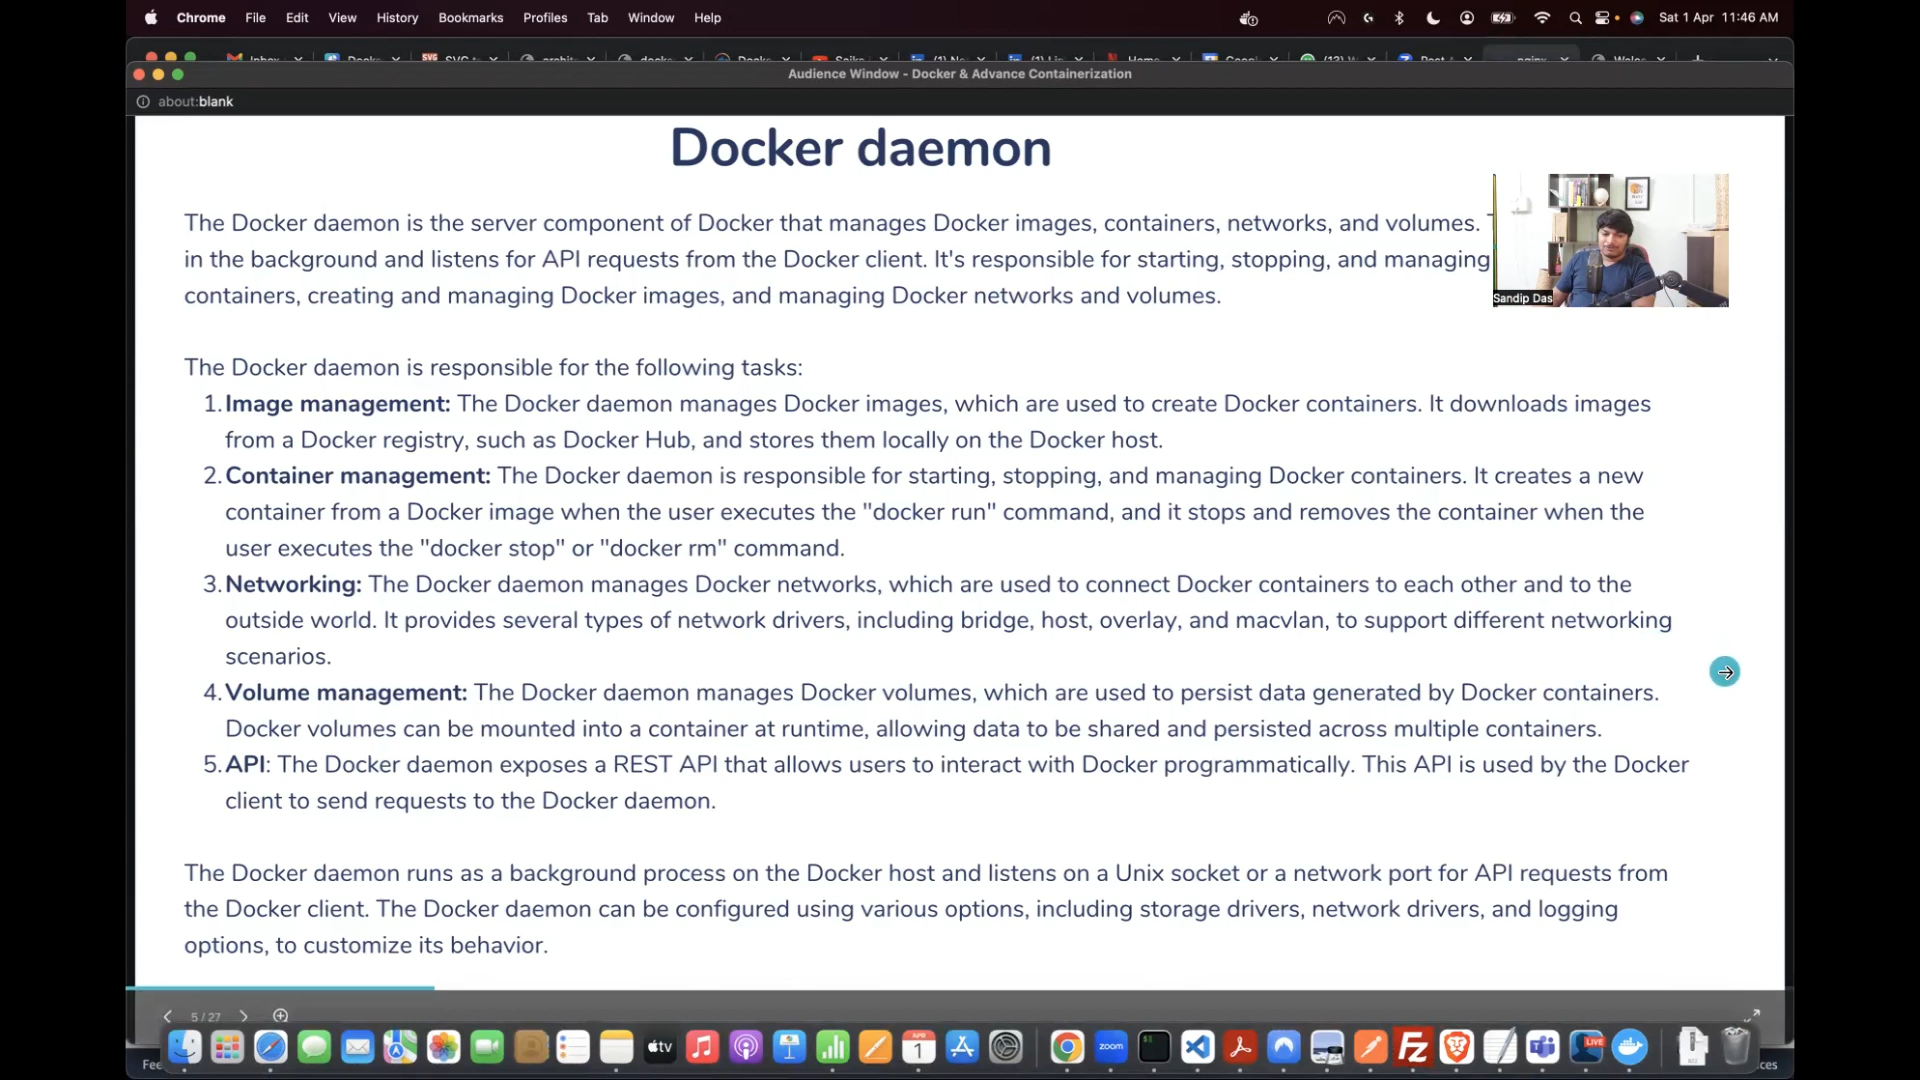 Chrome File Edit View History Bookmarks Profiles Tab Window Help Sat 1 Apr 11:46 AM
Audience Window - Docker & Advance Containerization
about:blank
Docker daemon
The Docker daemon is the server component of Docker that manages Docker images, containers, networks, and volumes.
in the background and listens for API requests from the Docker client. It's responsible for starting, stopping, and managing
containers, creating and managing Docker images, and managing Docker networks and volumes.
Sandip Das
The Docker daemon is responsible for the following tasks:
1. Image management: The Docker daemon manages Docker images, which are used to create Docker containers. It downloads images
from a Docker registry, such as Docker Hub, and stores them locally on the Docker host.
2. Container management: The Docker daemon is responsible for starting, stopping, and managing Docker containers. It creates a new
container from a Docker image when the user executes the "docker run" command, and it stops and removes the container when the
user executes the "docker stop" or "docker rm" command.
3. Networking: The Docker daemon manages Docker networks, which are used to connect Docker containers to each other and to the
outside world. It provides several types of network drivers, including bridge, host, overlay, and macvlan, to support different networking
scenarios.
4. Volume management: The Docker daemon manages Docker volumes, which are used to persist data generated by Docker containers.
Docker volumes can be mounted into a container at runtime, allowing data to be shared and persisted across multiple containers.
5. API: The Docker daemon exposes a REST API that allows users to interact with Docker programmatically. This API is used by the Docker
client to send requests to the Docker daemon.
The Docker daemon runs as a background process on the Docker host and listens on a Unix socket or a network port for API requests from
the Docker client. The Docker daemon can be configured using various options, including storage drivers, network drivers, and logging
options, to customize its behavior.
5 / 27
tv APR 1 zoom Fz LIVE